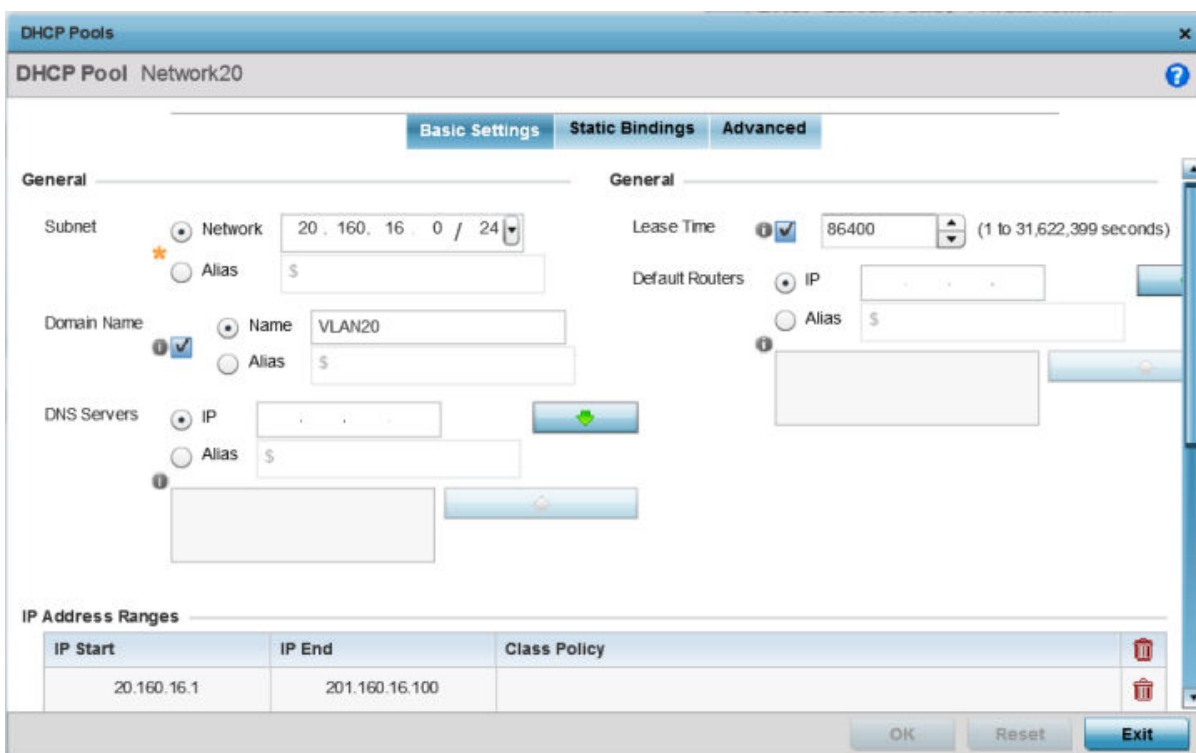 DHCP Pools
DHCP Pool Network20
Basic Settings Static Bindings Advanced
General
Subnet
Network 20 . 160. 16 . 0 / 24
Alias $
Domain Name
Name VLAN20
Alias $
DNS Servers
IP . . .
Alias $
General
Lease Time 86400 (1 to 31,622,399 seconds)
Default Routers
IP . . .
Alias $
IP Address Ranges
IP Start IP End Class Policy
20.160.16.1 201.160.16.100
OK Reset Exit